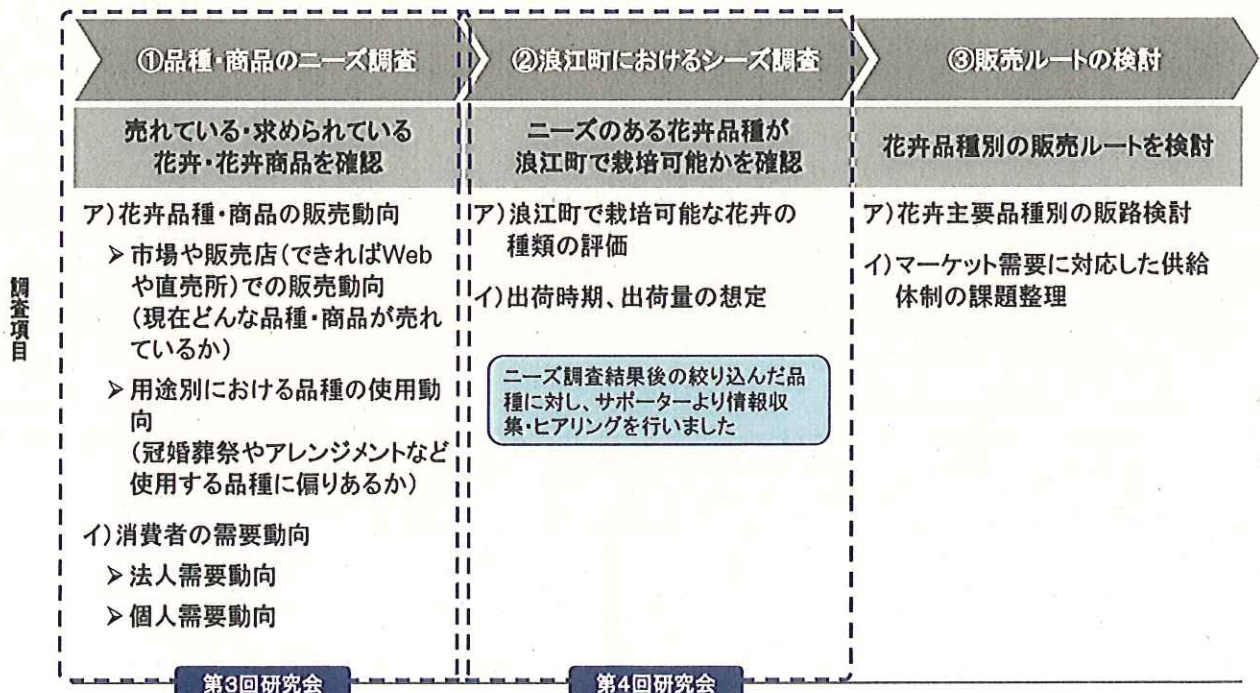 ①品種・商品のニーズ調査
売れている・求められている
花卉・花卉商品を確認
ア)花卉品種・商品の販売動向
➢市場や販売店(できればWeb
や直売所)での販売動向
(現在どんな品種・商品が売れ
ているか)
➢用途別における品種の使用動
向
(冠婚葬祭やアレンジメントなど
使用する品種に偏りあるか)
イ)消費者の需要動向
➢法人需要動向
➢個人需要動向
第3回研究会
②浪江町におけるシーズ調査
ニーズのある花卉品種が
浪江町で栽培可能かを確認
ア)浪江町で栽培可能な花卉の
種類の評価
イ)出荷時期、出荷量の想定
ニーズ調査結果後の絞り込んだ品
種に対し、サポーターより情報収
集・ヒアリングを行いました
第4回研究会
③販売ルートの検討
花卉品種別の販売ルートを検討
ア)花卉主要品種別の販路検討
イ)マーケット需要に対応した供給
体制の課題整理
調査項目